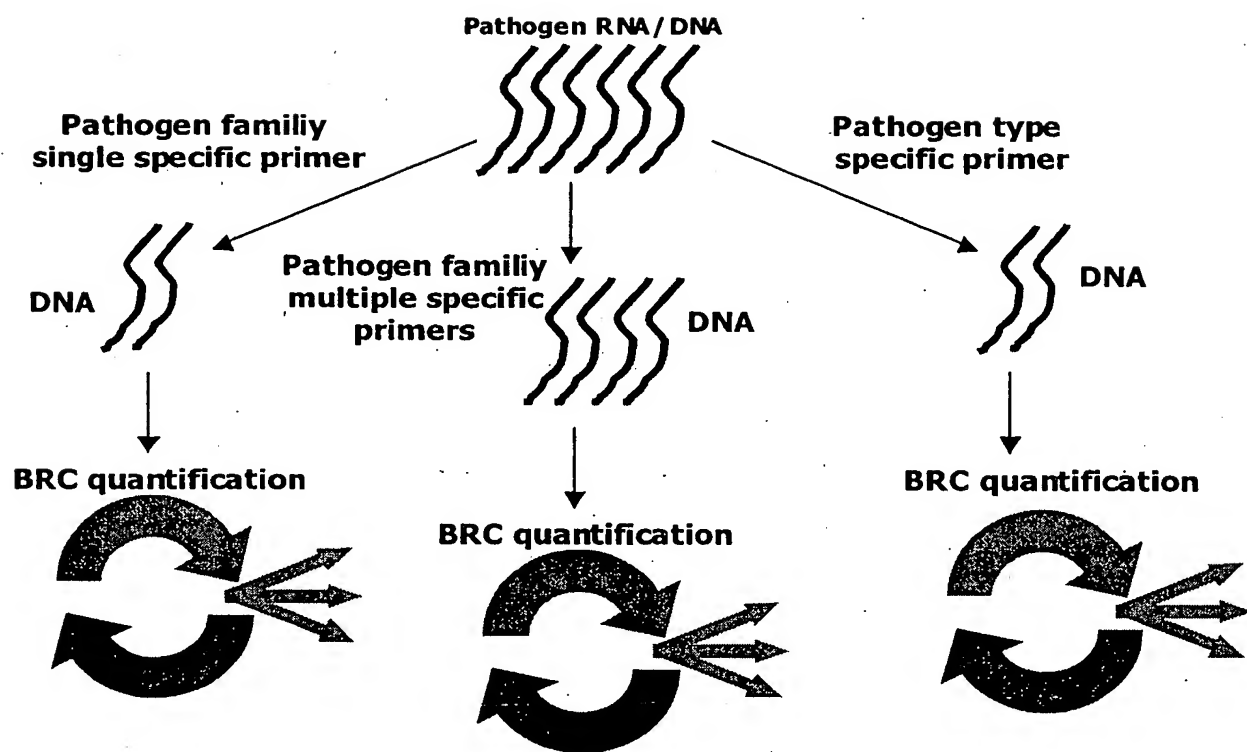 Pathogen RNA/DNA
Pathogen familiy
single specific primer
Pathogen type
specific primer
DNA
Pathogen familiy
multiple specific
primers
DNA
DNA
BRC quantification
BRC quantification
BRC quantification